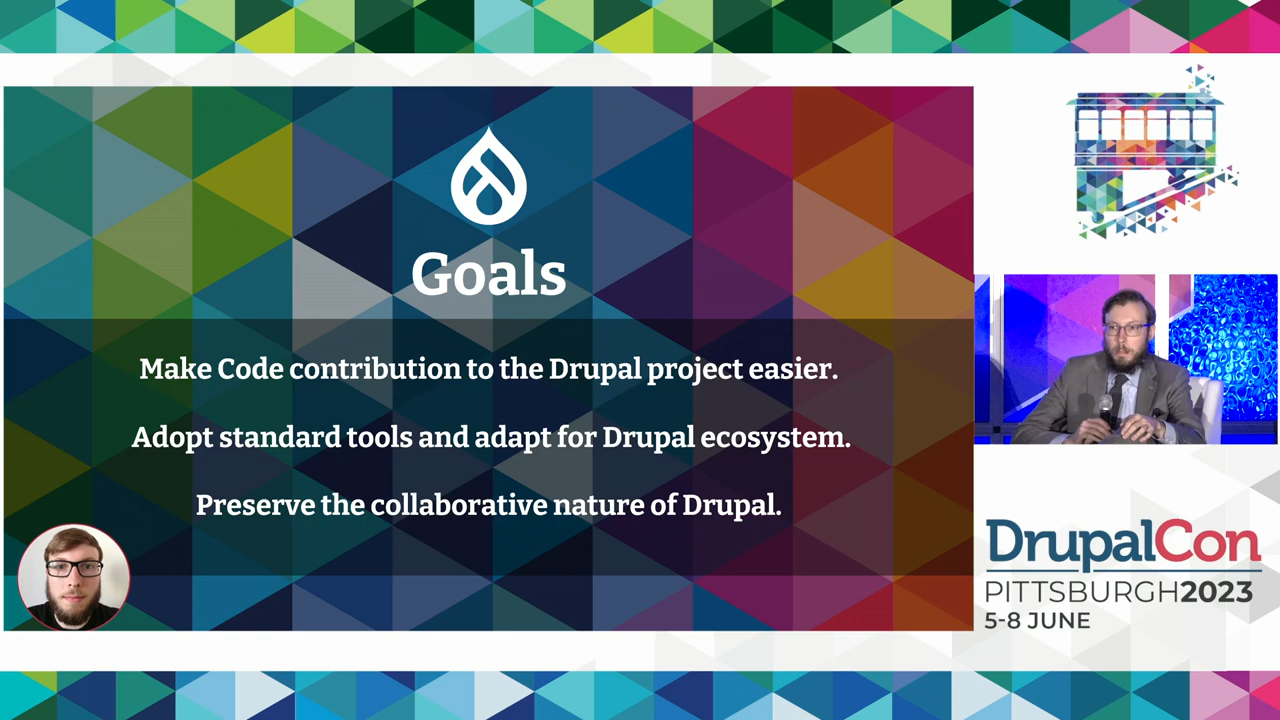 Goals
Make Code contribution to the Drupal project easier.
Adopt standard tools and adapt for Drupal ecosystem.
Preserve the collaborative nature of Drupal.
DrupalCon
PITTSBURGH2023
5-8 JUNE